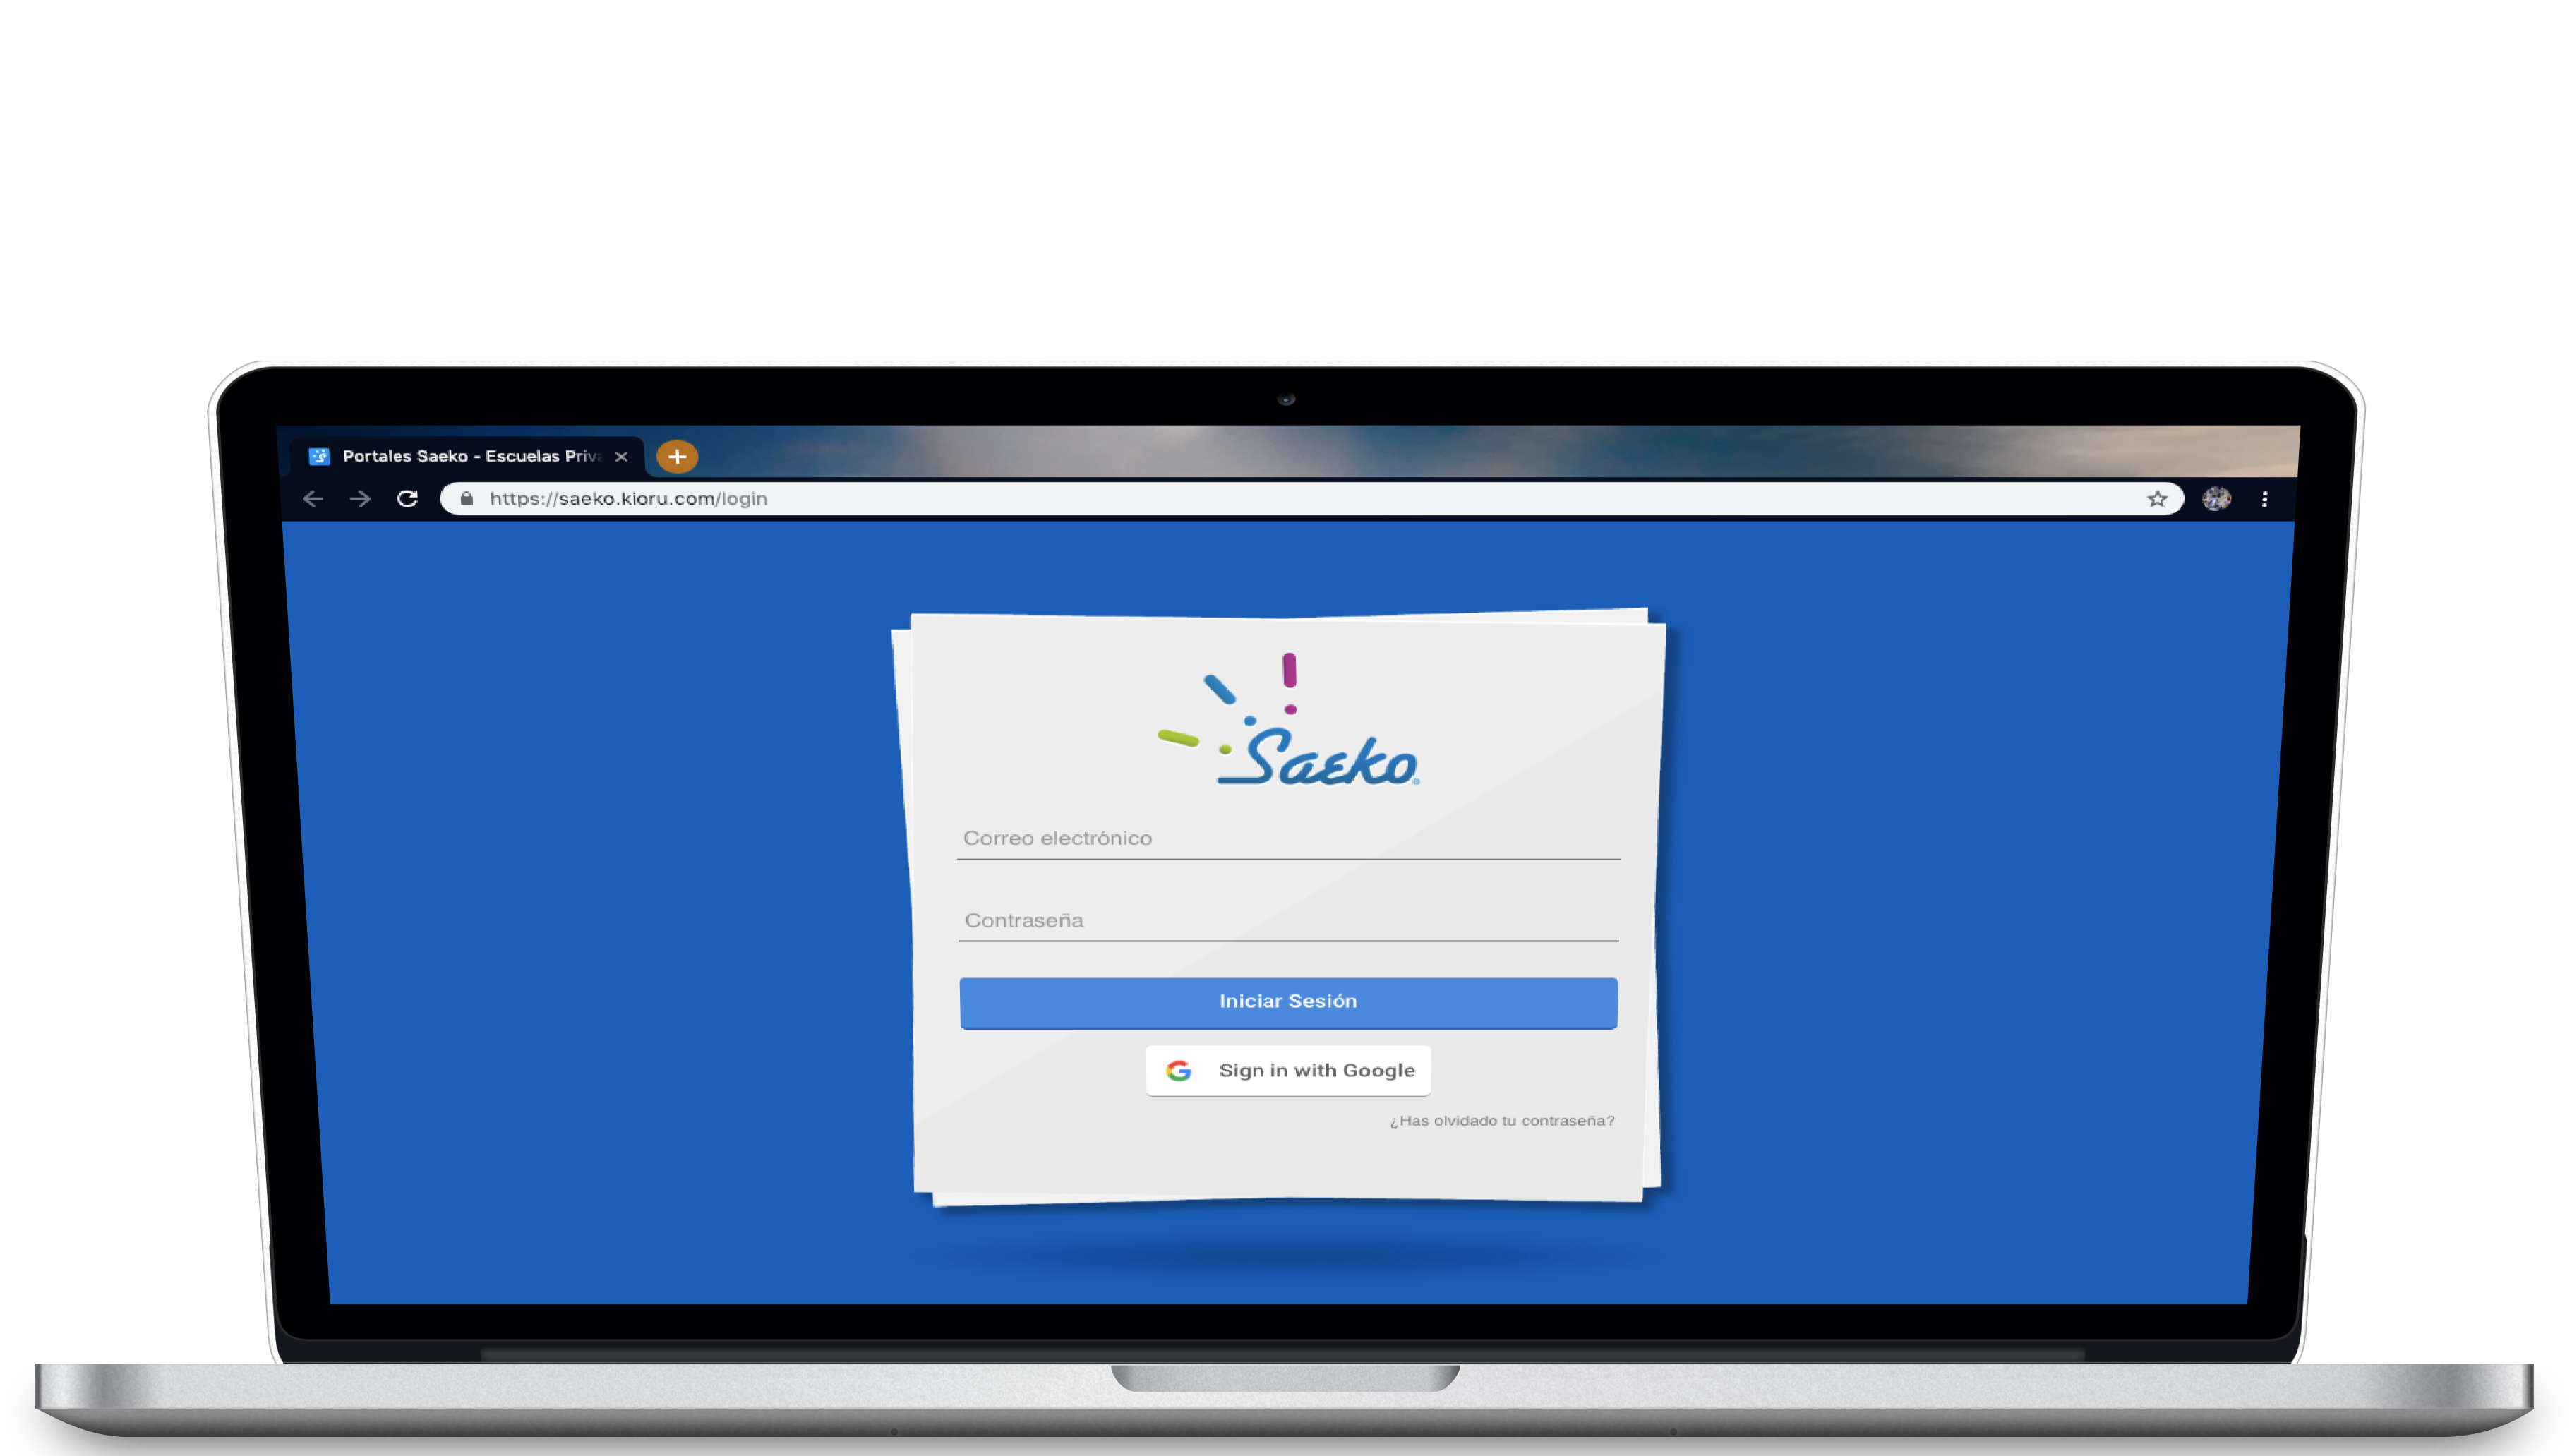 Portales Saeko - Escuelas Priv
https://saeko.kioru.com/login
Saeko
Correo electrónico
Contraseña
Iniciar Sesión
Sign in with Google
¿Has olvidado tu contraseña?